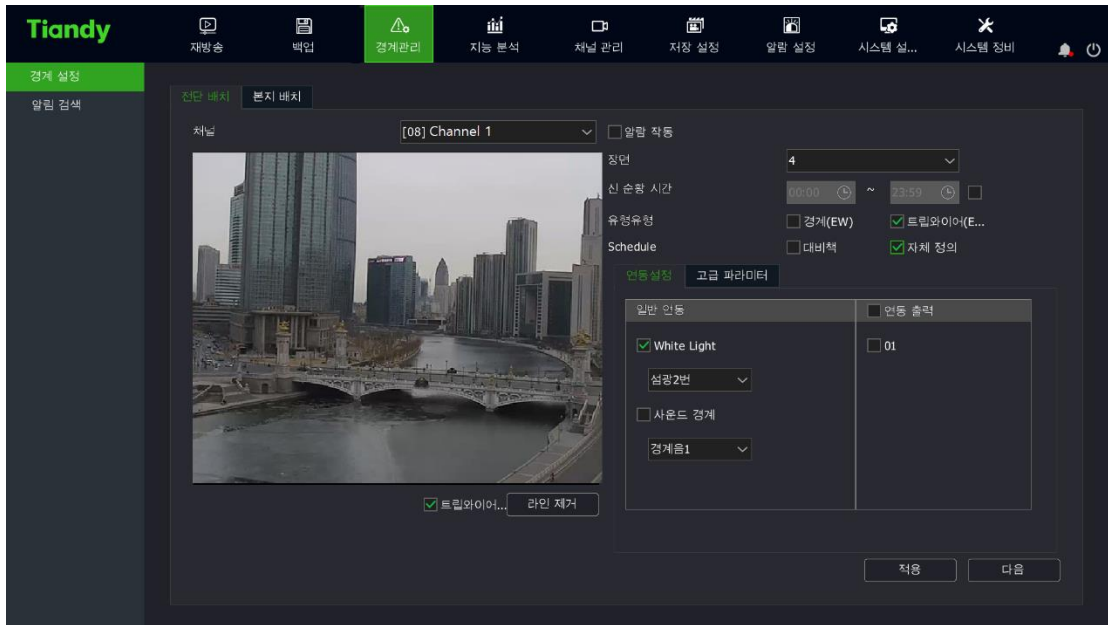 Tiandy
재방송 백업 경계관리 지능 분석 채널 관리 저장 설정 알람 설정 시스템 설... 시스템 정비
경계 설정
알림 검색
전단 배치 본지 배치
채널 [08] Channel 1 알람 작동
장면 4
신 순황 시간 00:00 ~ 23:59
유형유형 경계(EW) 트립와이어(E...
Schedule 대비책 자체 정의
연동설정 고급 파라미터
일반 연동 연동 출력
White Light 01
섬광2번
사운드 경계
경계음1
트립와이어... 라인 제거
적용 다음